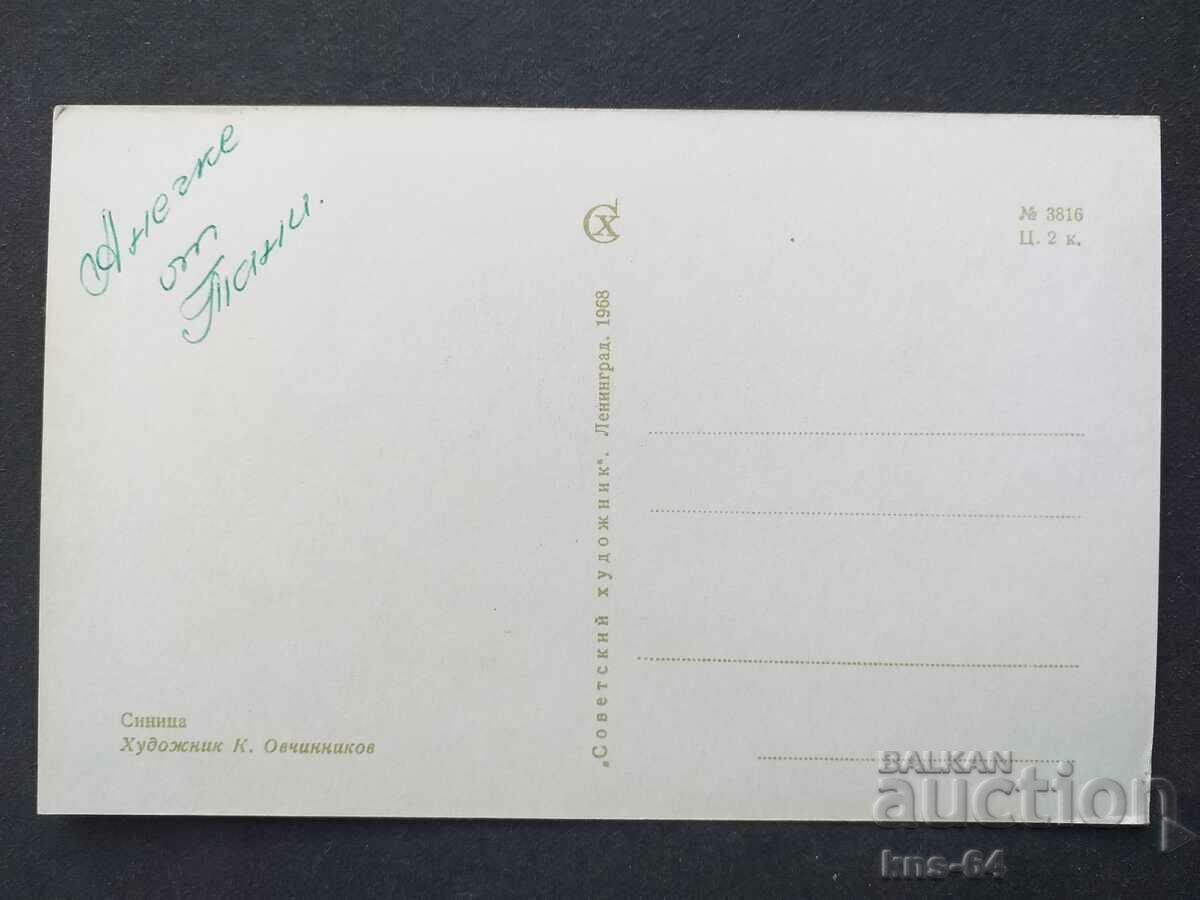 Анечке
от
Тани.
СХ
№ 3816
Ц. 2 к.
„Советский художник“. Ленинград. 1968
Синица
Художник К. Овчинников
BALKAN
auction
kns-64